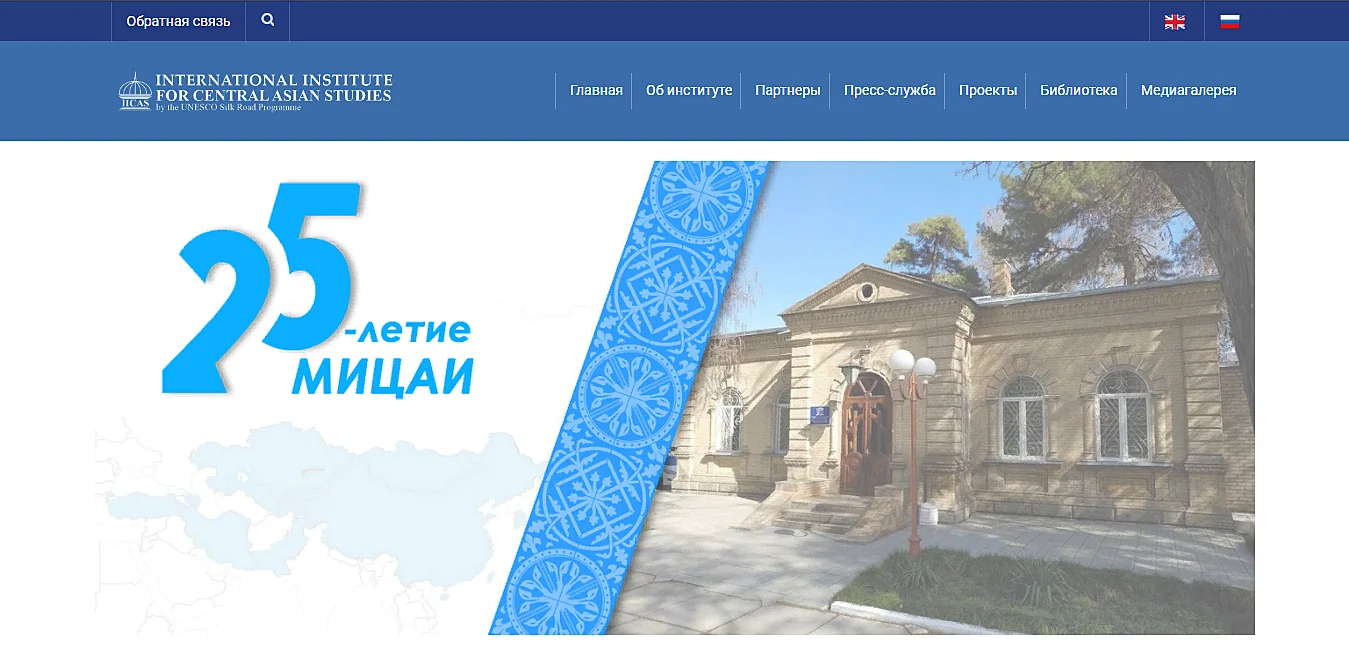 Обратная связь
INTERNATIONAL INSTITUTE
FOR CENTRAL ASIAN STUDIES
IICAS
by the UNESCO Silk Road Programme
Главная
Об институте
Партнеры
Пресс-служба
Проекты
Библиотека
Медиагалерея
25
-летие
МИЦАИ